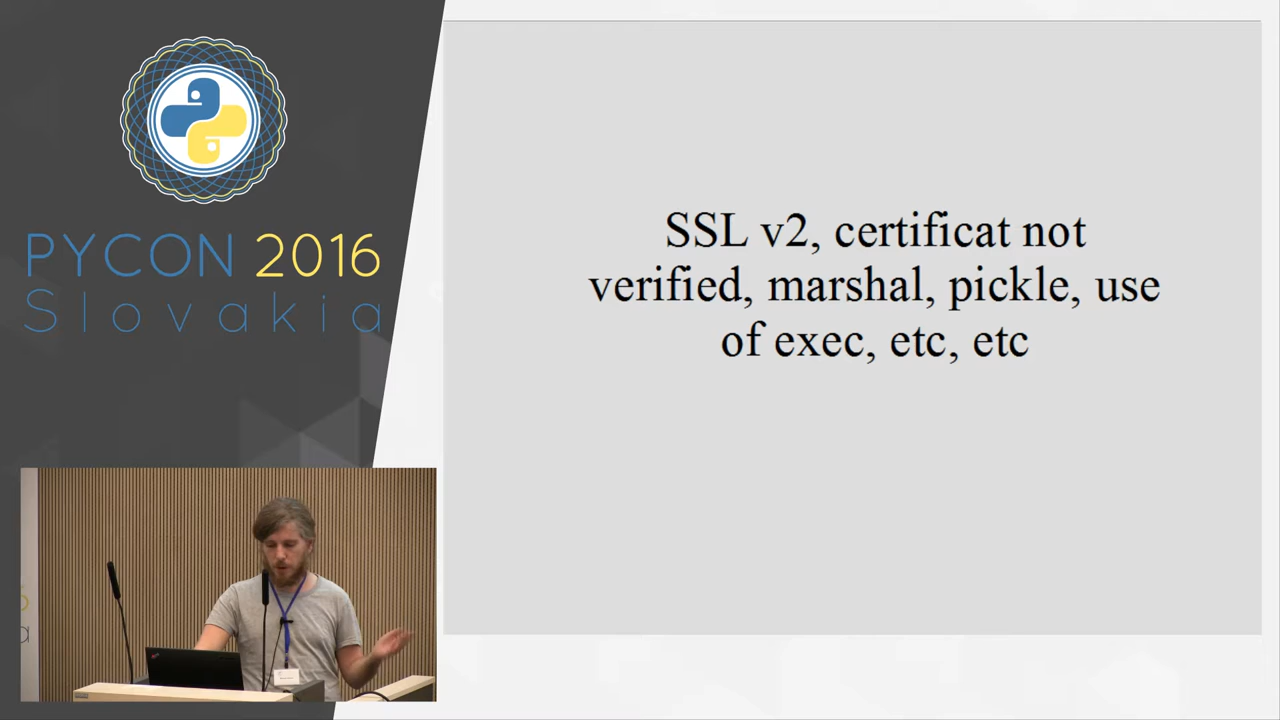 PYCON 2016
Slovakia
SSL v2, certificat not
verified, marshal, pickle, use
of exec, etc, etc